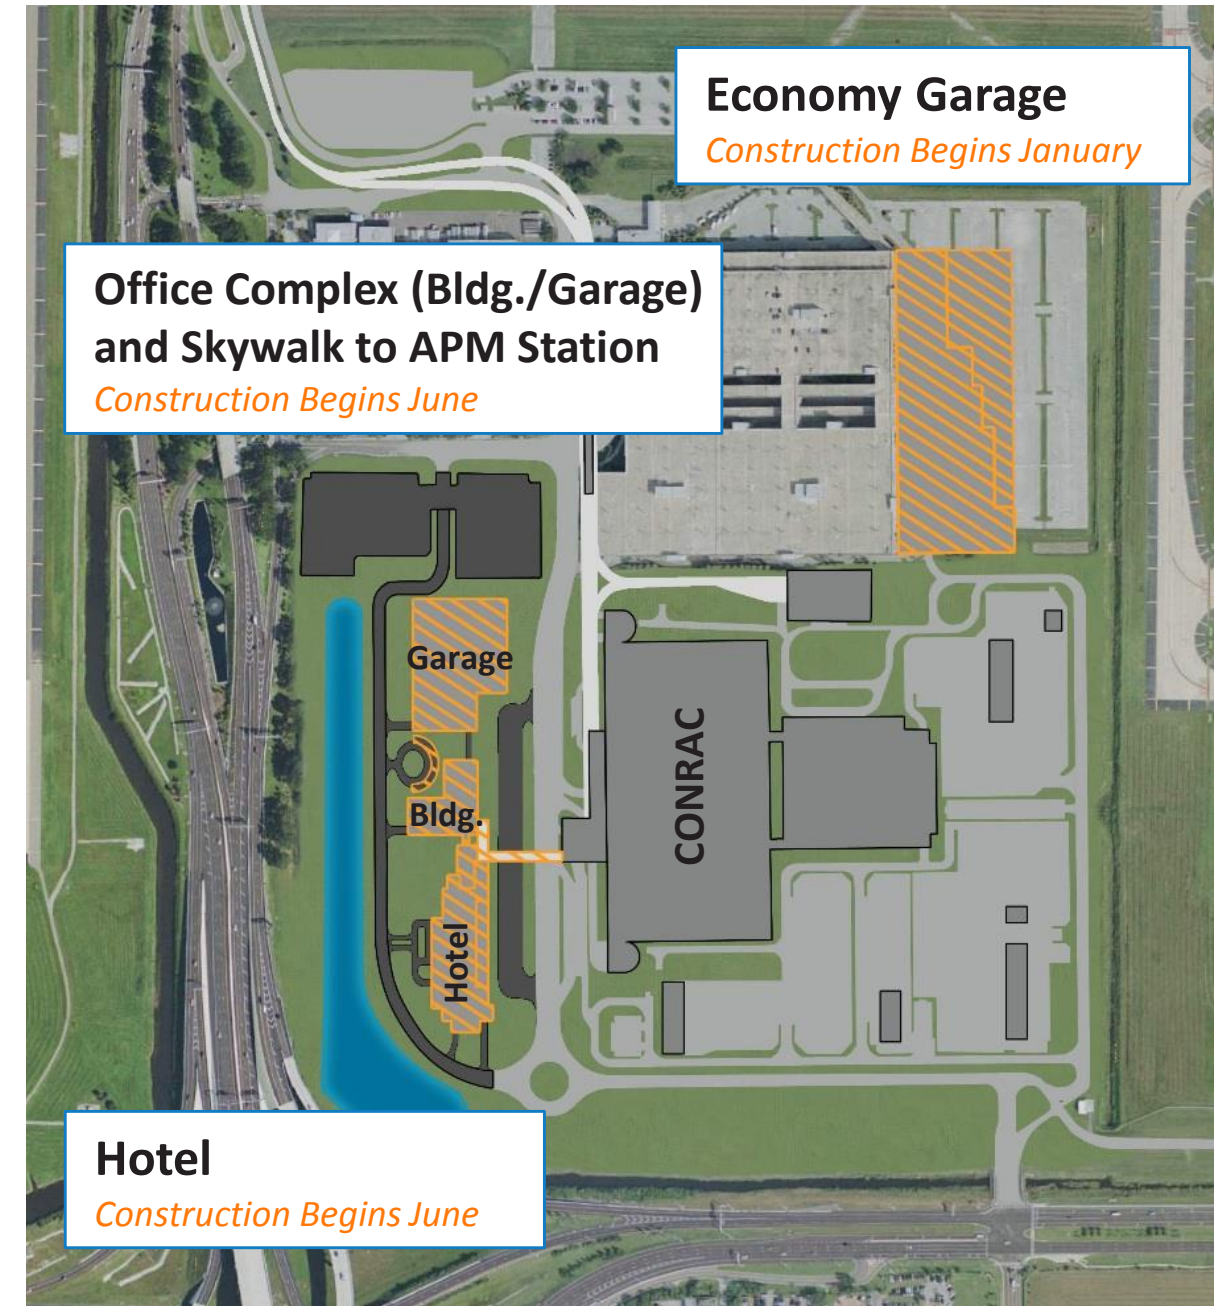 Economy Garage
Construction Begins January
Office Complex (Bldg./Garage)
and Skywalk to APM Station
Construction Begins June
Garage
Bldg.
CONRAC
Hotel
Hotel
Construction Begins June